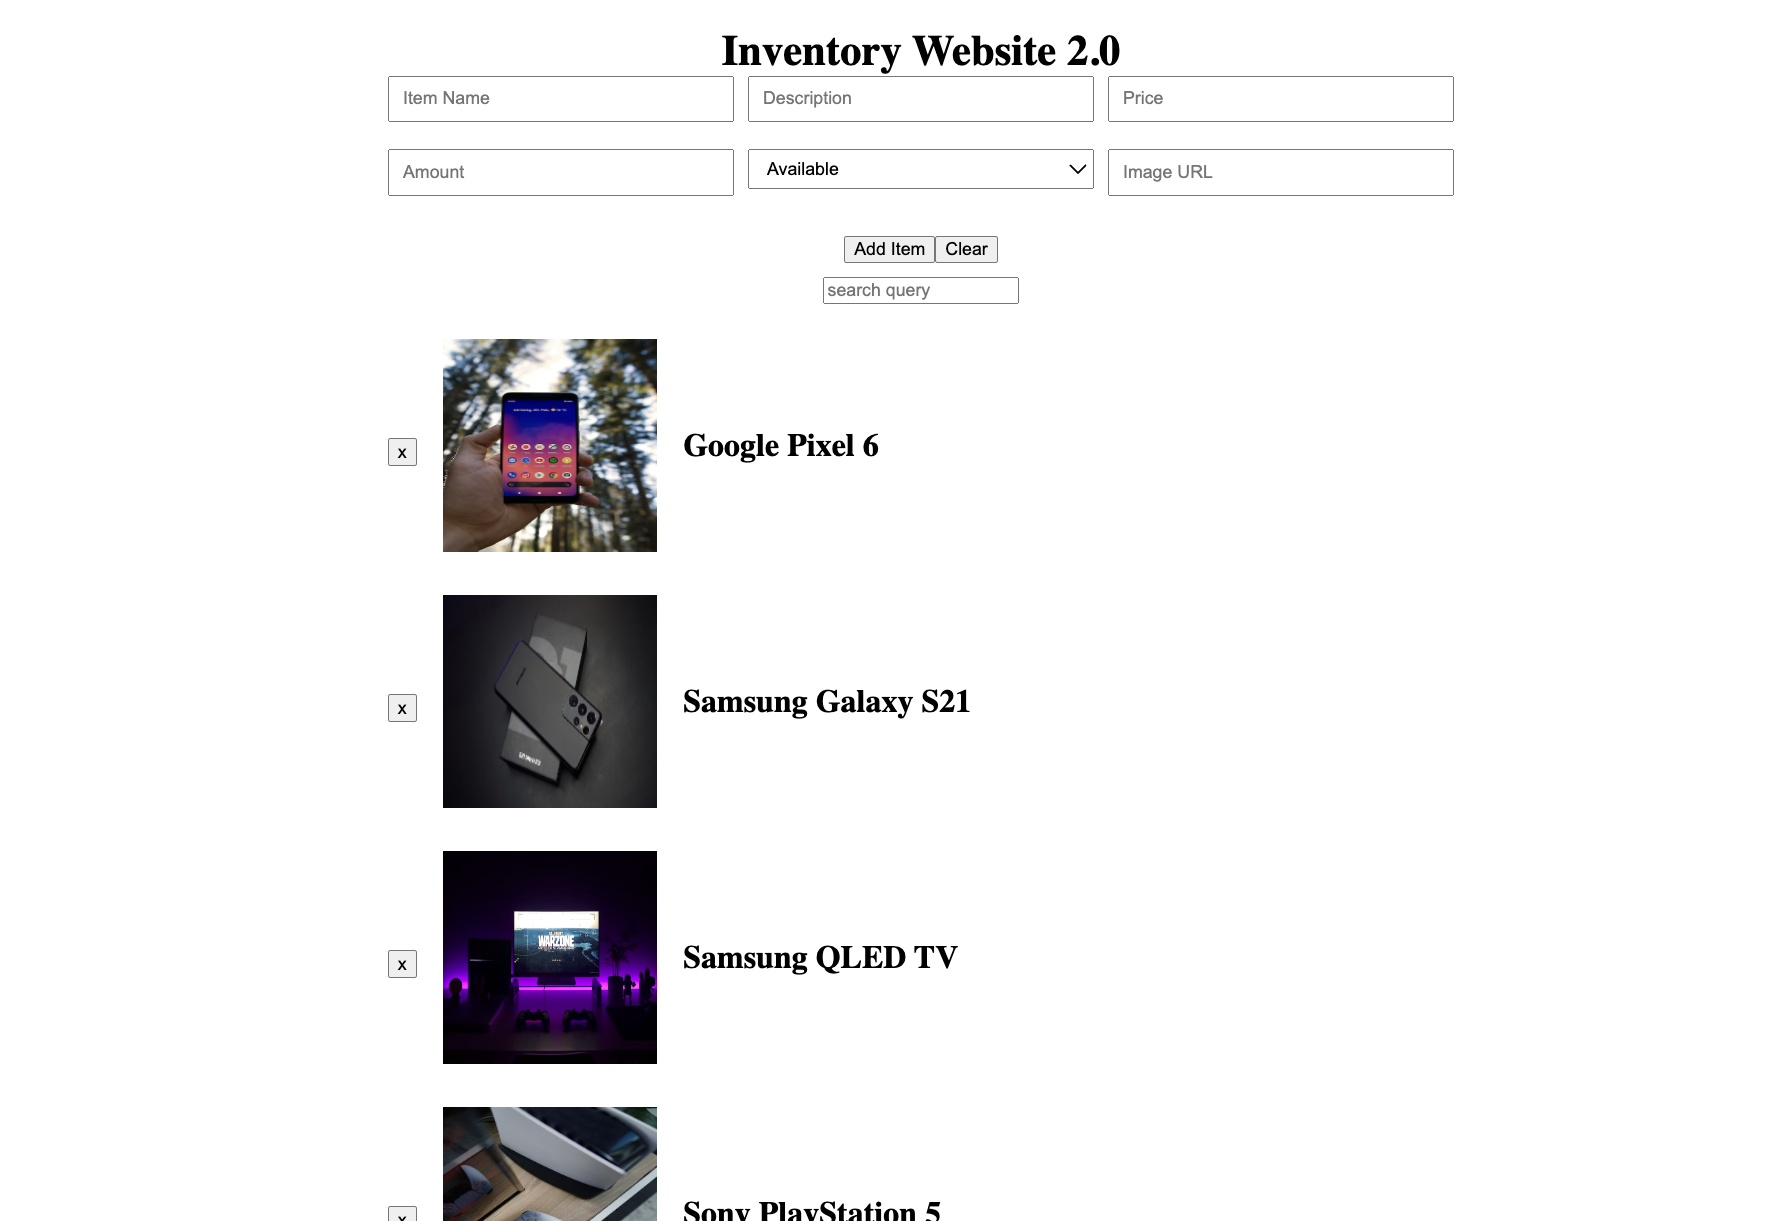 Inventory Website 2.0
Item Name Description Price
Amount Available Image URL
Add Item Clear
search query
x Google Pixel 6
x Samsung Galaxy S21
WARZONE
x Samsung QLED TV
x Sony PlayStation 5